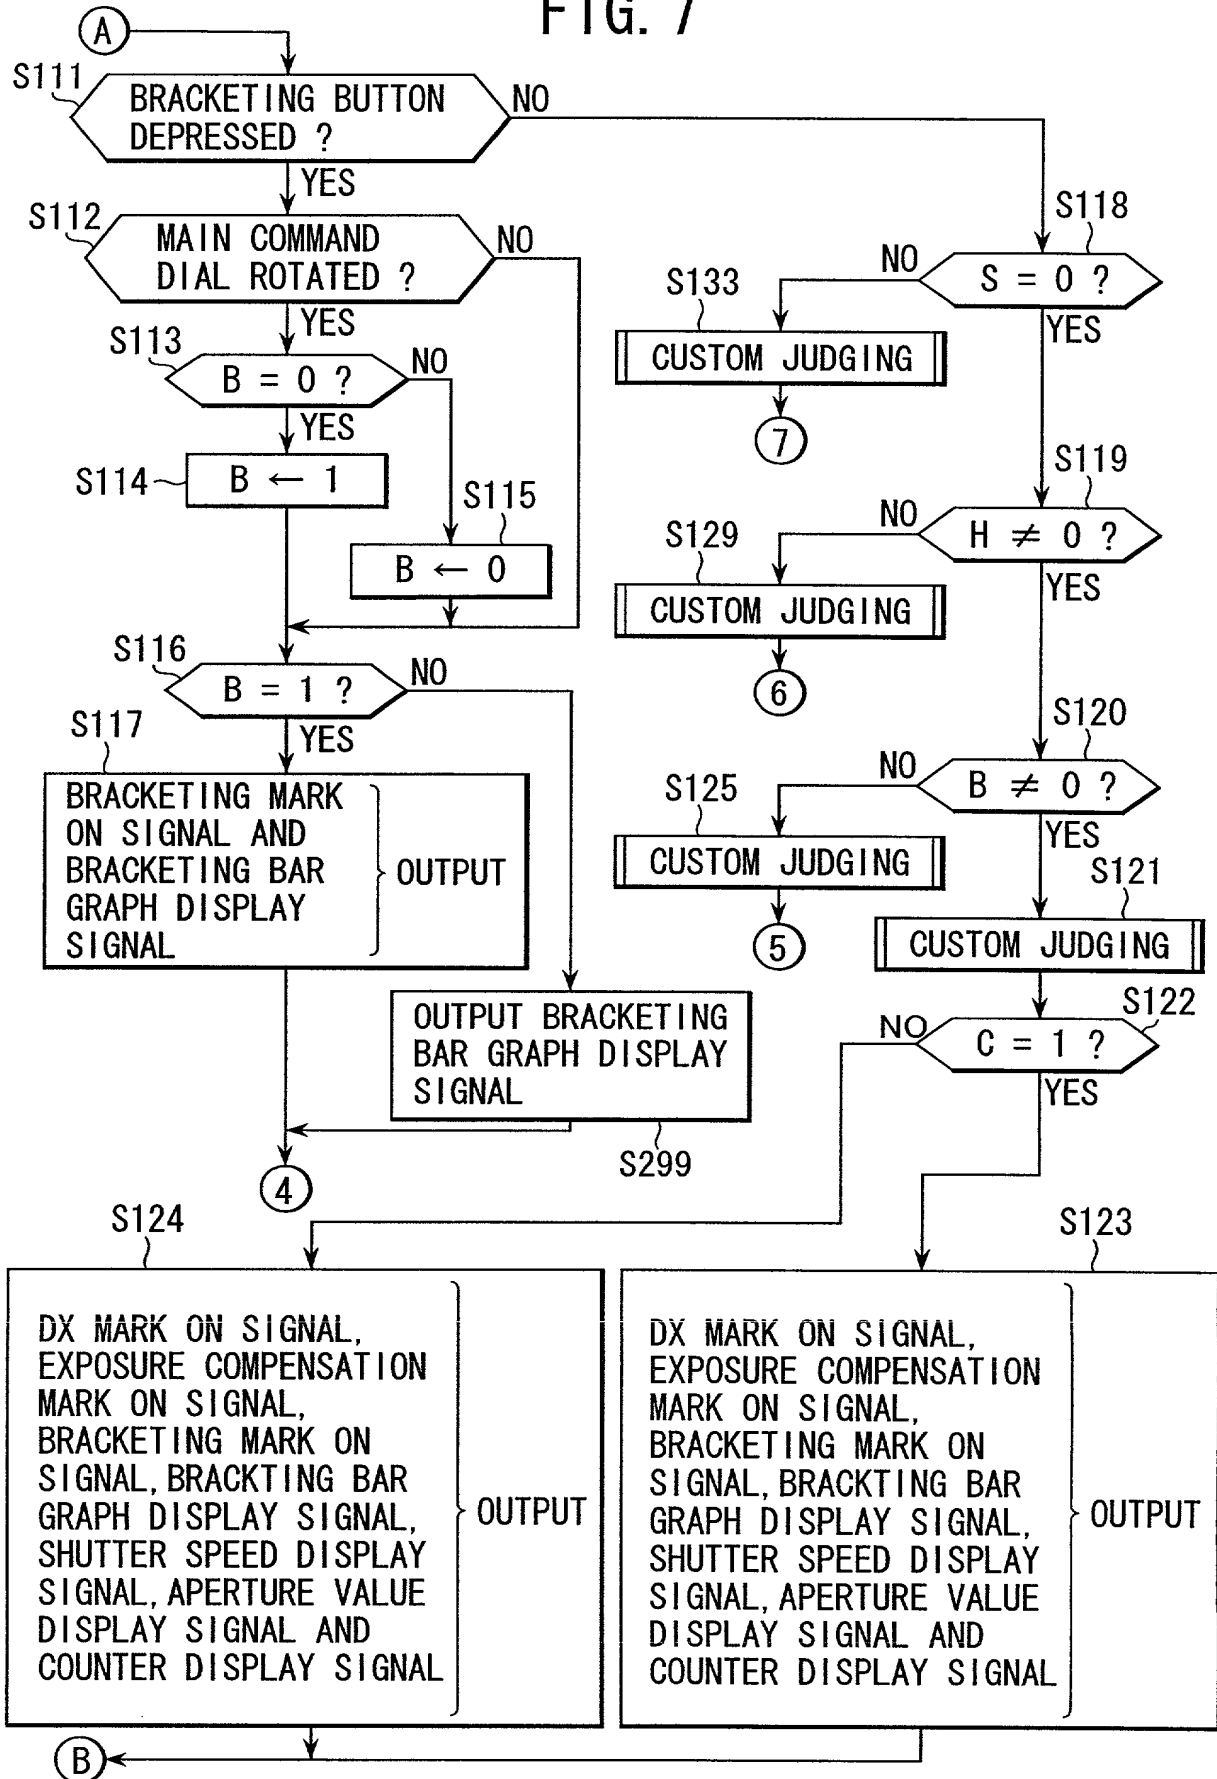 FIG. 7
A
S111
BRACKETING BUTTON
DEPRESSED ?
NO
YES
S112
MAIN COMMAND
DIAL ROTATED ?
NO
YES
S113
B = 0 ?
NO
YES
S114
B ← 1
S115
B ← 0
S116
B = 1 ?
NO
YES
S117
BRACKETING MARK
ON SIGNAL AND
BRACKETING BAR
GRAPH DISPLAY
SIGNAL
OUTPUT
OUTPUT BRACKETING
BAR GRAPH DISPLAY
SIGNAL
S299
4
S118
S = 0 ?
NO
YES
S133
CUSTOM JUDGING
7
S119
H ≠ 0 ?
NO
YES
S129
CUSTOM JUDGING
6
S120
B ≠ 0 ?
NO
YES
S125
CUSTOM JUDGING
5
S121
CUSTOM JUDGING
S122
C = 1 ?
NO
YES
S124
DX MARK ON SIGNAL,
EXPOSURE COMPENSATION
MARK ON SIGNAL,
BRACKETING MARK ON
SIGNAL, BRACKTING BAR
GRAPH DISPLAY SIGNAL,
SHUTTER SPEED DISPLAY
SIGNAL, APERTURE VALUE
DISPLAY SIGNAL AND
COUNTER DISPLAY SIGNAL
OUTPUT
S123
DX MARK ON SIGNAL,
EXPOSURE COMPENSATION
MARK ON SIGNAL,
BRACKETING MARK ON
SIGNAL, BRACKTING BAR
GRAPH DISPLAY SIGNAL,
SHUTTER SPEED DISPLAY
SIGNAL, APERTURE VALUE
DISPLAY SIGNAL AND
COUNTER DISPLAY SIGNAL
OUTPUT
B